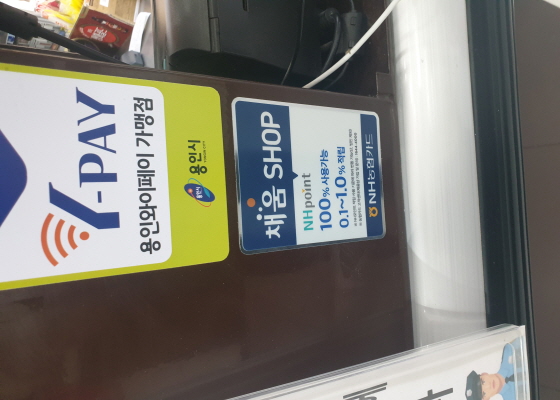 Y-PAY
용인와이페이 가맹점
용인시
채움 SHOP
NHpoint
100% 사용가능
0.1~1.0% 적립
NH농협카드